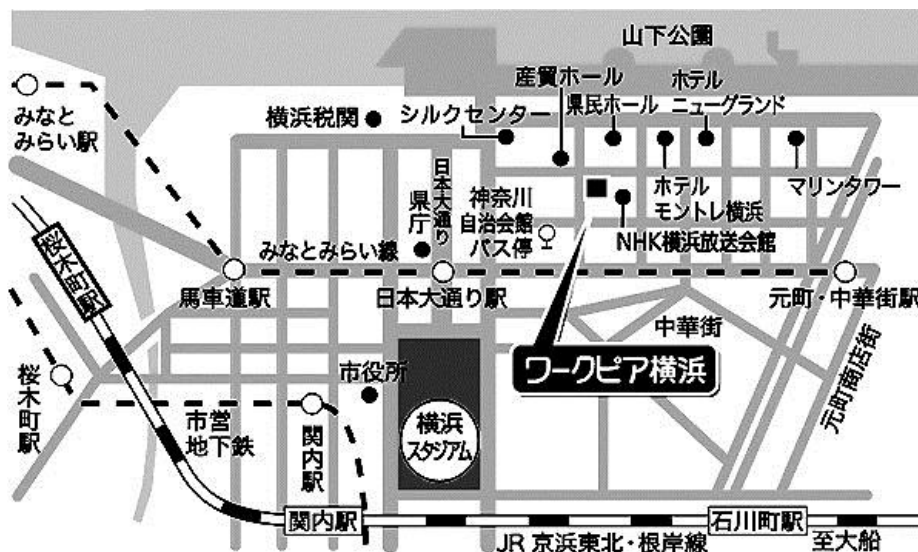 山下公園
産貿ホール
ホテル
ニューグランド
県民ホール
シルクセンター
横浜税関
みなと
みらい駅
日本大通り
県庁
神奈川
自治会館
バス停
ホテル
モントレ横浜
マリンタワー
NHK横浜放送会館
みなとみらい線
桜木町駅
馬車道駅
日本大通り駅
元町・中華街駅
中華街
ワークピア横浜
元町商店街
桜木町駅
市役所
市営
地下鉄
関内駅
横浜
スタジアム
関内駅
石川町駅
JR 京浜東北・根岸線
至大船